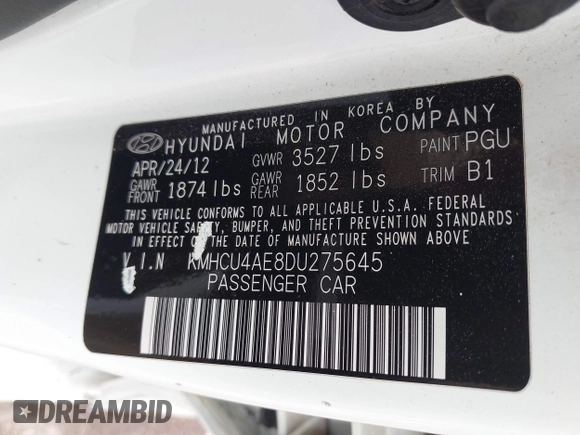 MANUFACTURED IN KOREA BY
HYUNDAI MOTOR COMPANY
APR/24/12 GVWR 3527 lbs PAINT PGU
GAWR FRONT 1874 lbs GAWR REAR 1852 lbs TRIM B1
THIS VEHICLE CONFORMS TO ALL APPLICABLE U.S.A. FEDERAL
MOTOR VEHICLE SAFETY, BUMPER, AND THEFT PREVENTION STANDARDS
IN EFFECT ON THE DATE OF MANUFACTURE SHOWN ABOVE.
V I N KMHCU4AE8DU275645
PASSENGER CAR
DREAMBID